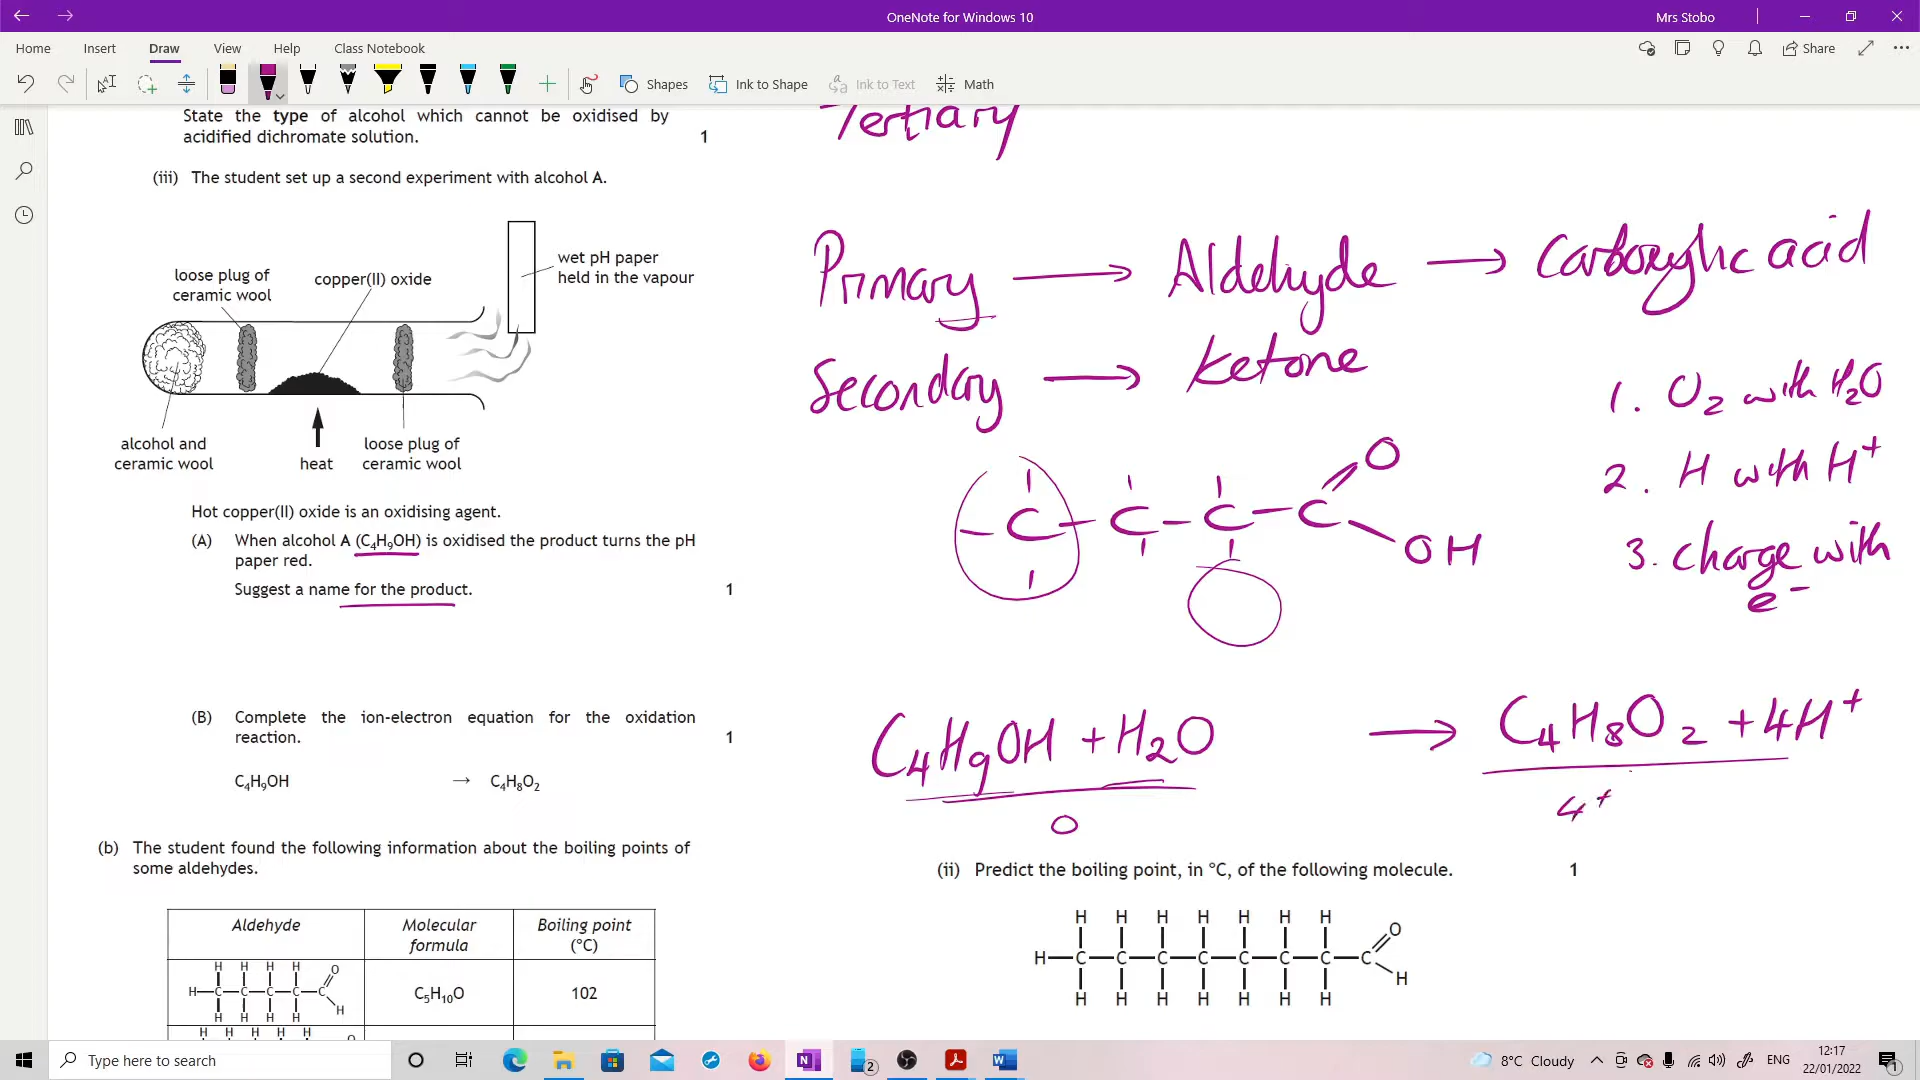 OneNote for Windows 10
Mrs Stobo
Home Insert Draw View Help Class Notebook
Share
Shapes Ink to Shape Ink to Text Math
State the type of alcohol which cannot be oxidised by
acidified dichromate solution. 1
(iii) The student set up a second experiment with alcohol A.
loose plug of
ceramic wool
copper(II) oxide
wet pH paper
held in the vapour
alcohol and
ceramic wool
heat
loose plug of
ceramic wool
Hot copper(II) oxide is an oxidising agent.
(A) When alcohol A (C₄H₉OH) is oxidised the product turns the pH
paper red.
Suggest a name for the product. 1
(B) Complete the ion-electron equation for the oxidation
reaction. 1
C₄H₉OH → C₄H₈O₂
(b) The student found the following information about the boiling points of
some aldehydes.
Aldehyde Molecular formula Boiling point (°C)
H H H H O
H—C—C—C—C—C
H H H H H
C₅H₁₀O 102
H H H H H O
Tertiary
Primary → Aldehyde → Carboxylic acid
Secondary → Ketone
1. O₂ with H₂O
2. H with H⁺
3. charge with
e⁻
O
C—C—C—C
OH
C₄H₉OH + H₂O → C₄H₈O₂ + 4H⁺
0 4⁺
(ii) Predict the boiling point, in °C, of the following molecule. 1
H H H H H H H O
H—C—C—C—C—C—C—C—C
H H H H H H H H
Type here to search
2
8°C Cloudy
ENG
12:17
22/01/2022
1